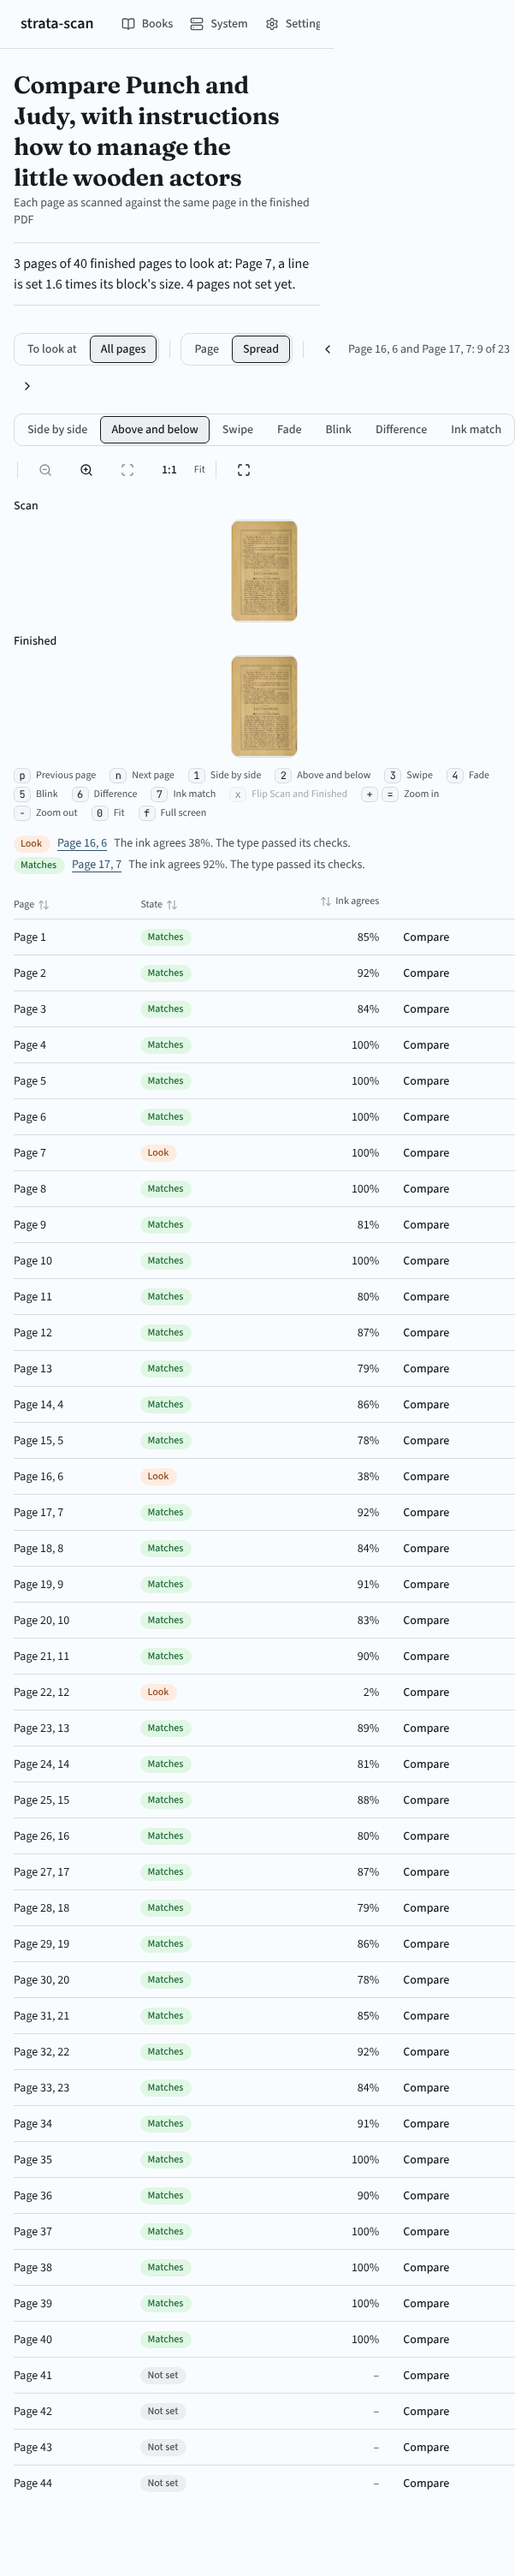 strata-scan Books System Setting
Compare Punch and
Judy, with instructions
how to manage the
little wooden actors
Each page as scanned against the same page in the finished
PDF
3 pages of 40 finished pages to look at: Page 7, a line
is set 1.6 times its block's size. 4 pages not set yet.
To look at All pages Page Spread Page 16, 6 and Page 17, 7: 9 of 23
Side by side Above and below Swipe Fade Blink Difference Ink match
1:1 Fit
Scan
Finished
p Previous page n Next page 1 Side by side 2 Above and below 3 Swipe 4 Fade
5 Blink 6 Difference 7 Ink match x Flip Scan and Finished + = Zoom in
- Zoom out 0 Fit f Full screen
Look Page 16, 6 The ink agrees 38%. The type passed its checks.
Matches Page 17, 7 The ink agrees 92%. The type passed its checks.
Page State Ink agrees
Page 1 Matches 85% Compare
Page 2 Matches 92% Compare
Page 3 Matches 84% Compare
Page 4 Matches 100% Compare
Page 5 Matches 100% Compare
Page 6 Matches 100% Compare
Page 7 Look 100% Compare
Page 8 Matches 100% Compare
Page 9 Matches 81% Compare
Page 10 Matches 100% Compare
Page 11 Matches 80% Compare
Page 12 Matches 87% Compare
Page 13 Matches 79% Compare
Page 14, 4 Matches 86% Compare
Page 15, 5 Matches 78% Compare
Page 16, 6 Look 38% Compare
Page 17, 7 Matches 92% Compare
Page 18, 8 Matches 84% Compare
Page 19, 9 Matches 91% Compare
Page 20, 10 Matches 83% Compare
Page 21, 11 Matches 90% Compare
Page 22, 12 Look 2% Compare
Page 23, 13 Matches 89% Compare
Page 24, 14 Matches 81% Compare
Page 25, 15 Matches 88% Compare
Page 26, 16 Matches 80% Compare
Page 27, 17 Matches 87% Compare
Page 28, 18 Matches 79% Compare
Page 29, 19 Matches 86% Compare
Page 30, 20 Matches 78% Compare
Page 31, 21 Matches 85% Compare
Page 32, 22 Matches 92% Compare
Page 33, 23 Matches 84% Compare
Page 34 Matches 91% Compare
Page 35 Matches 100% Compare
Page 36 Matches 90% Compare
Page 37 Matches 100% Compare
Page 38 Matches 100% Compare
Page 39 Matches 100% Compare
Page 40 Matches 100% Compare
Page 41 Not set – Compare
Page 42 Not set – Compare
Page 43 Not set – Compare
Page 44 Not set – Compare